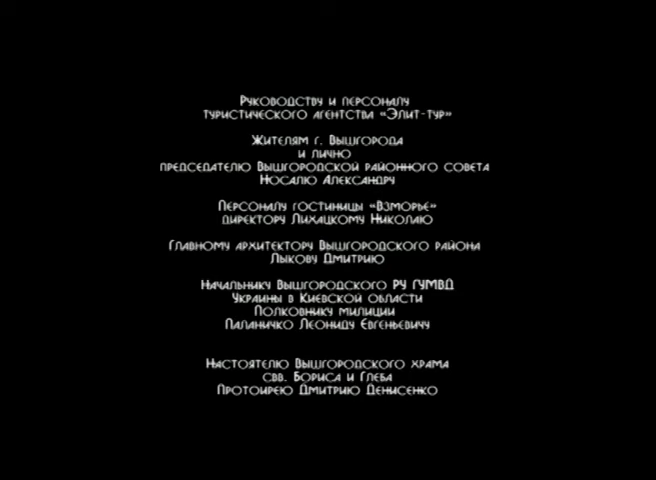 Руководству и персоналу
туристического агентства «Элит-тур»
Жителям г. Вышгорода
и лично
председателю Вышгородской районного совета
Носалю Александру
Персоналу гостиницы «Взморье»
директору Лихацкому Николаю
Главному архитектору Вышгородского района
Лыкову Дмитрию
Начальнику Вышгородского РУ ГУМВД
Украины в Киевской области
Полковнику милиции
Паланичко Леониду Евгеньевичу
Настоятелю Вышгородского храма
свв. Бориса и Глеба
Протоирею Дмитрию Денисенко